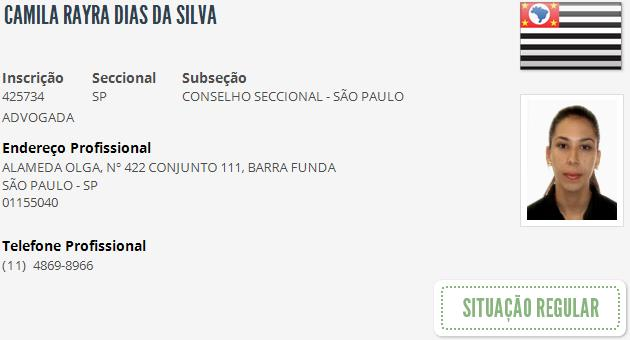 CAMILA RAYRA DIAS DA SILVA
Inscrição Seccional Subseção
425734 SP CONSELHO SECCIONAL - SÃO PAULO
ADVOGADA
Endereço Profissional
ALAMEDA OLGA, Nº 422 CONJUNTO 111, BARRA FUNDA
SÃO PAULO - SP
01155040
Telefone Profissional
(11) 4869-8966
SITUAÇÃO REGULAR